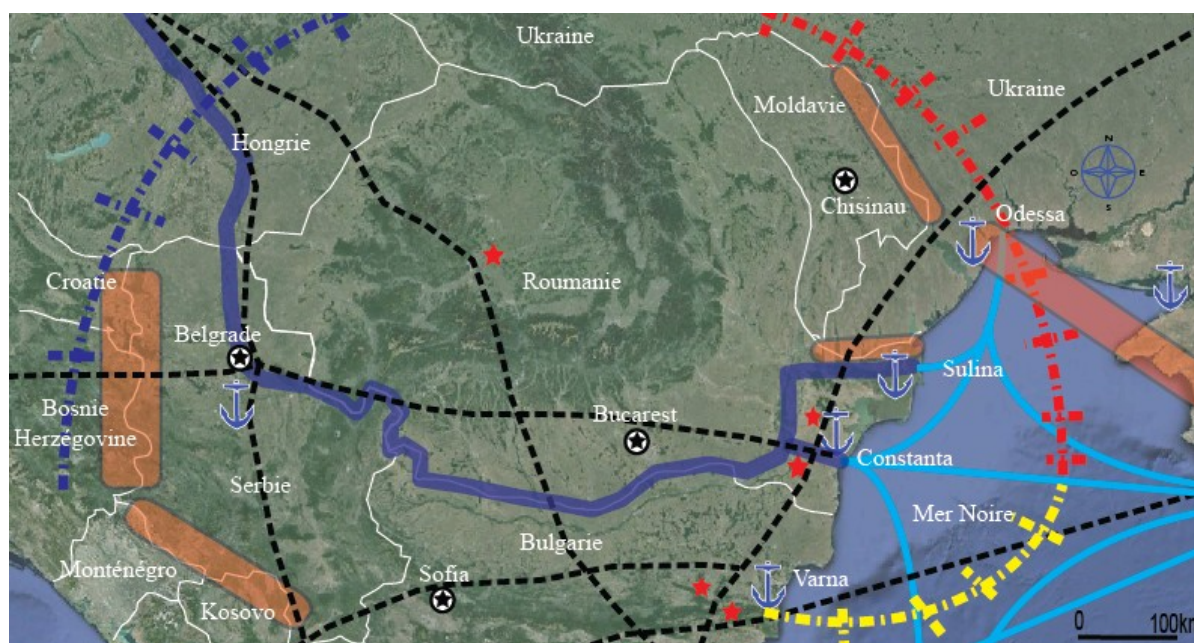 Ukraine
Ukraine
Moldavie
Hongrie
N
O
E
S
Chisinau
Odessa
Croatie
Roumanie
Belgrade
Sulina
Bosnie
Herzégovine
Bucarest
Constanta
Serbie
Mer Noire
Bulgarie
Monténégro
Sofia
Varna
Kosovo
0
100km